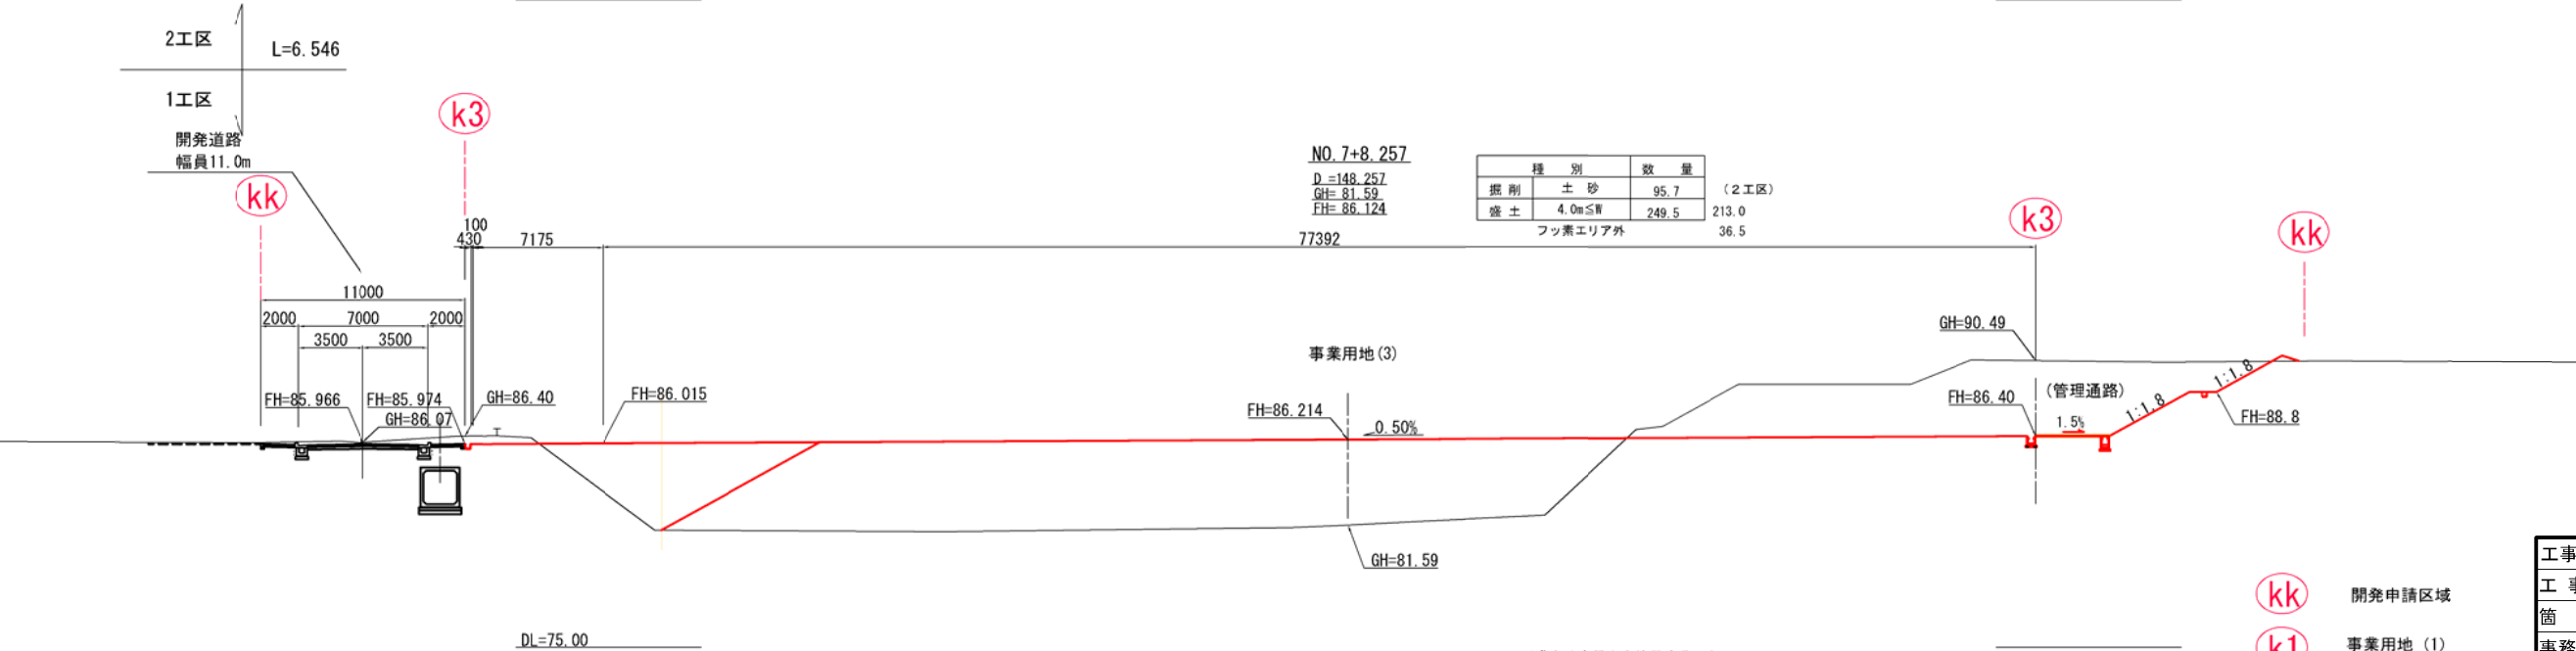 2工区
L=6.546
1工区
開発道路
幅員11.0m
kk
k3
100
430
7175
77392
NO.7+8.257
D =148.257
GH= 81.59
FH= 86.124
種 別 数 量
掘 削 土 砂 95.7 (2工区)
盛 土 4.0m≦W 249.5 213.0
フッ素エリア外 36.5
k3
kk
11000
2000 7000 2000
3500 3500
FH=85.966
FH=85.974
GH=86.07
GH=86.40
FH=86.015
事業用地(3)
FH=86.214
0.50%
GH=81.59
GH=90.49
FH=86.40
(管理通路)
1.5%
1:1.8
1:1.8
FH=88.8
DL=75.00
kk 開発申請区域
k1 事業用地 (1)
工事
工 事
箇